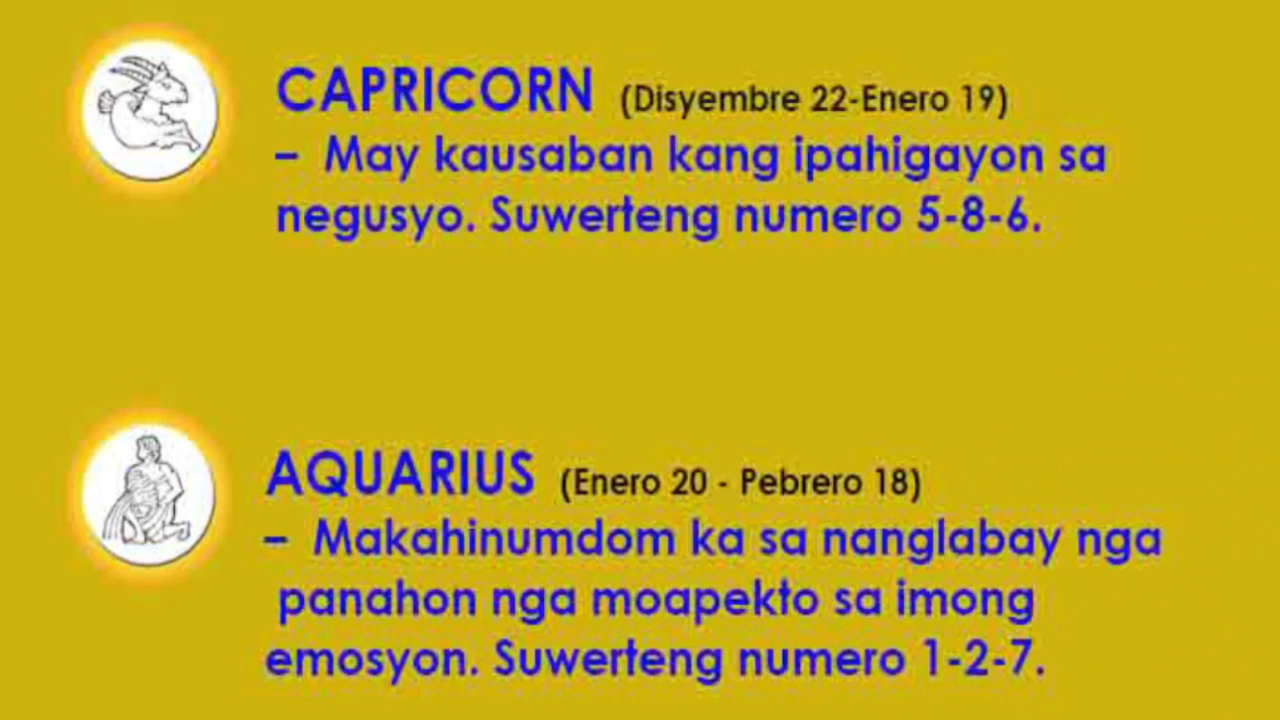 CAPRICORN (Disyembre 22-Enero 19)
– May kausaban kang ipahigayon sa
negusyo. Suwerteng numero 5-8-6.
AQUARIUS (Enero 20 - Pebrero 18)
– Makahinumdom ka sa nanglabay nga
panahon nga moapekto sa imong
emosyon. Suwerteng numero 1-2-7.